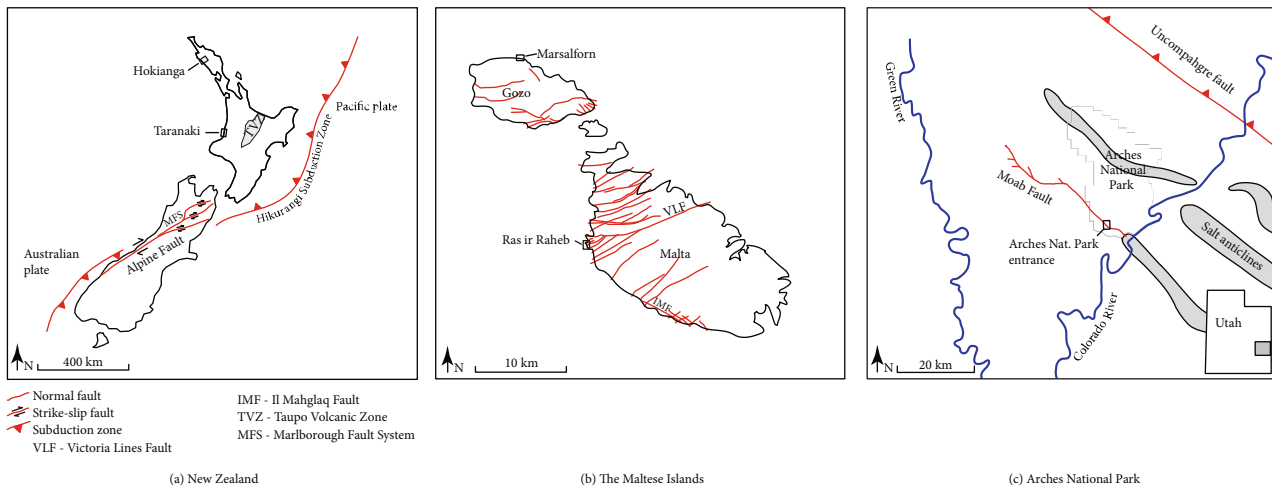 Hokianga
Taranaki
TVZ
Pacific plate
Hikurangi Subduction Zone
MFS
Alpine Fault
Australian
plate
N
400 km
Marsalforn
Gozo
VLF
Ras ir Raheb
Malta
IMF
N
10 km
Green River
Uncompahgre fault
Arches
National
Park
Moab Fault
Arches Nat. Park
entrance
Salt anticlines
Colorado River
Utah
N
20 km
Normal fault
Strike-slip fault
Subduction zone
VLF - Victoria Lines Fault
IMF - Il Mahglaq Fault
TVZ - Taupo Volcanic Zone
MFS - Marlborough Fault System
(a) New Zealand
(b) The Maltese Islands
(c) Arches National Park